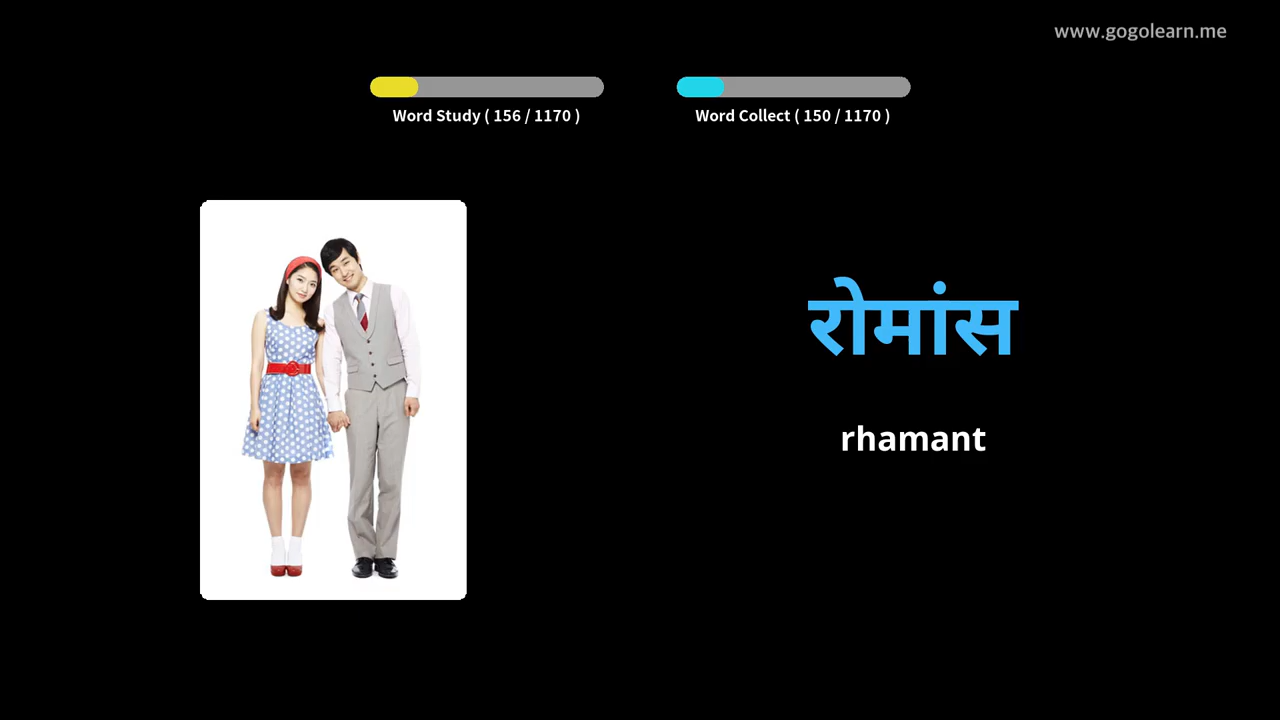 www.gogolearn.me
Word Study ( 156 / 1170 )
Word Collect ( 150 / 1170 )
रोमांस
rhamant